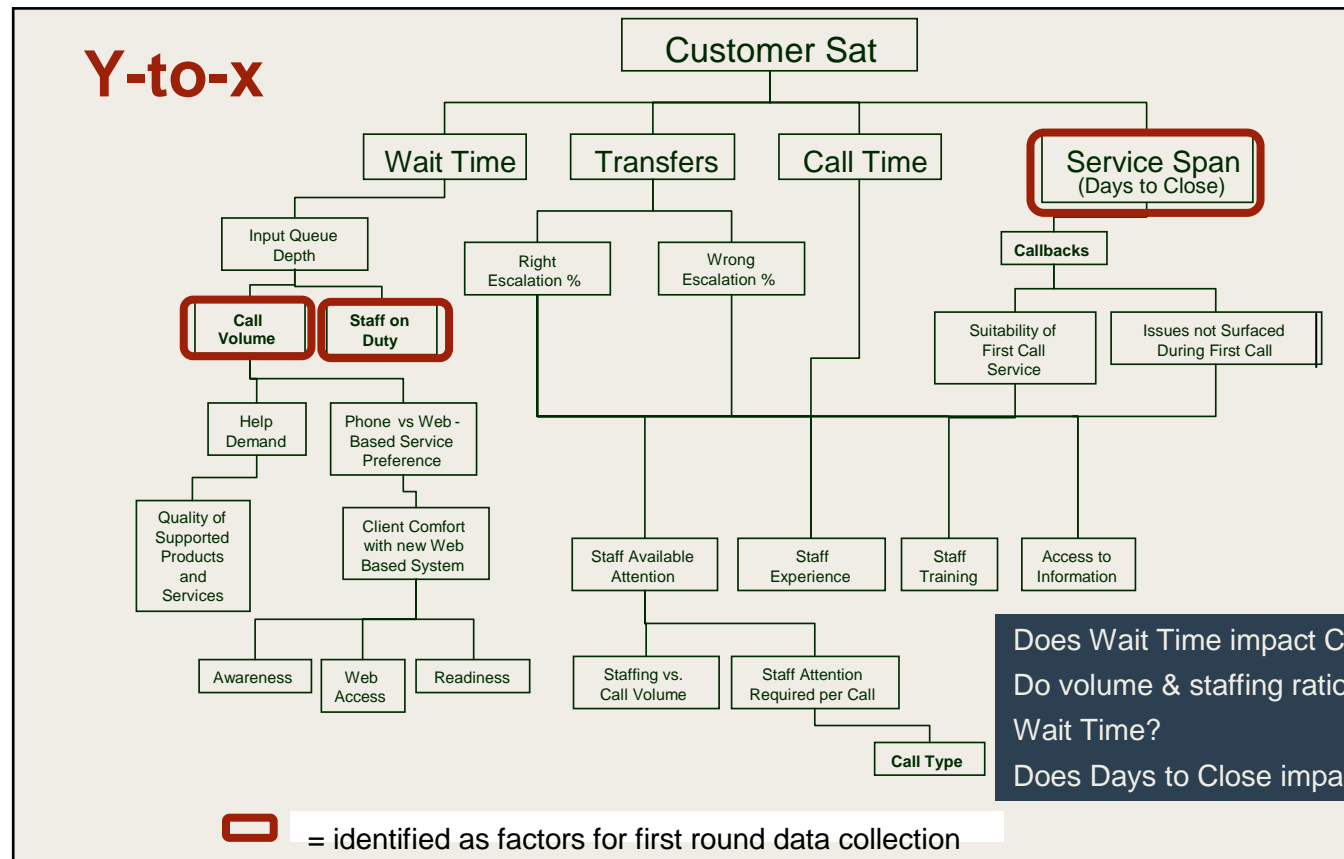 Y-to-x
Customer Sat
Wait Time
Transfers
Call Time
Service Span
(Days to Close)
Input Queue
Depth
Right
Escalation %
Wrong
Escalation %
Callbacks
Call
Volume
Staff on
Duty
Suitability of
First Call
Service
Issues not Surfaced
During First Call
Help
Demand
Phone vs Web -
Based Service
Preference
Quality of
Supported
Products
and
Services
Client Comfort
with new Web
Based System
Staff Available
Attention
Staff
Experience
Staff
Training
Access to
Information
Awareness
Web
Access
Readiness
Staffing vs.
Call Volume
Staff Attention
Required per Call
Call Type
Does Wait Time impact C
Do volume & staffing ratio
Wait Time?
Does Days to Close impa
= identified as factors for first round data collection